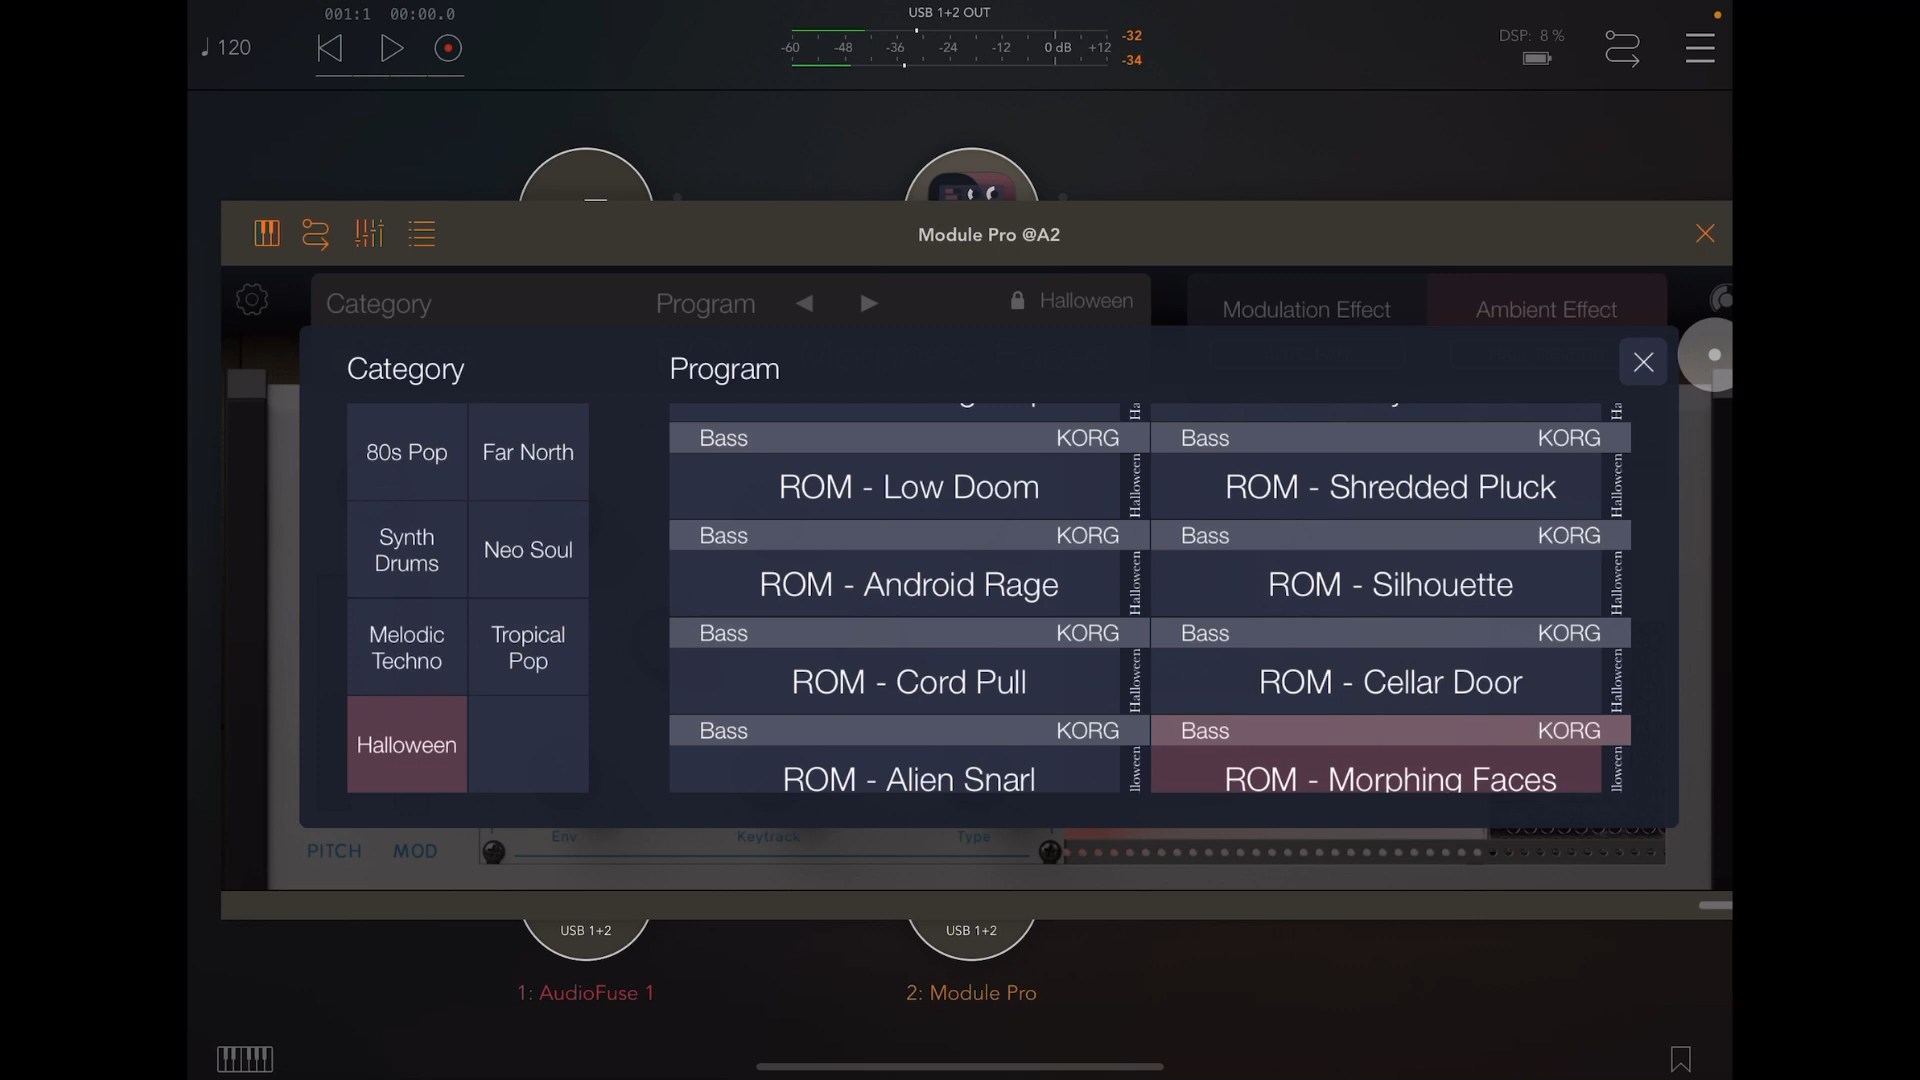 001:1 00:00.0
USB 1+2 OUT
♩ 120
-60 -48 -36 -24 -12 0 dB +12
-32
-34
DSP: 8 %
Module Pro @A2
Category
Program
Halloween
Modulation Effect
Ambient Effect
Category
Program
80s Pop
Far North
Synth
Drums
Neo Soul
Melodic
Techno
Tropical
Pop
Halloween
Bass KORG
ROM - Low Doom
Halloween
Bass KORG
ROM - Shredded Pluck
Halloween
Bass KORG
ROM - Android Rage
Halloween
Bass KORG
ROM - Silhouette
Halloween
Bass KORG
ROM - Cord Pull
Halloween
Bass KORG
ROM - Cellar Door
Halloween
Bass KORG
ROM - Alien Snarl
lloween
Bass KORG
ROM - Morphing Faces
lloween
Env
Keytrack
Type
PITCH
MOD
USB 1+2
USB 1+2
1: AudioFuse 1
2: Module Pro